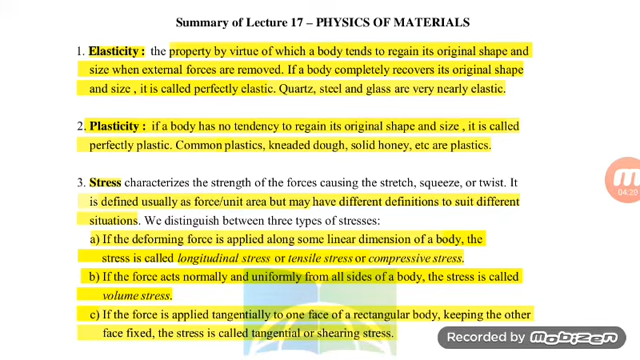 Summary of Lecture 17 – PHYSICS OF MATERIALS
1. Elasticity : the property by virtue of which a body tends to regain its original shape and
size when external forces are removed. If a body completely recovers its original shape
and size , it is called perfectly elastic. Quartz, steel and glass are very nearly elastic.
2. Plasticity : if a body has no tendency to regain its original shape and size , it is called
perfectly plastic. Common plastics, kneaded dough, solid honey, etc are plastics.
3. Stress characterizes the strength of the forces causing the stretch, squeeze, or twist. It
is defined usually as force/unit area but may have different definitions to suit different
situations. We distinguish between three types of stresses:
a) If the deforming force is applied along some linear dimension of a body, the
stress is called longitudinal stress or tensile stress or compressive stress.
b) If the force acts normally and uniformly from all sides of a body, the stress is called
volume stress.
c) If the force is applied tangentially to one face of a rectangular body, keeping the other
face fixed, the stress is called tangential or shearing stress.
m
04:20
Recorded by mobizen